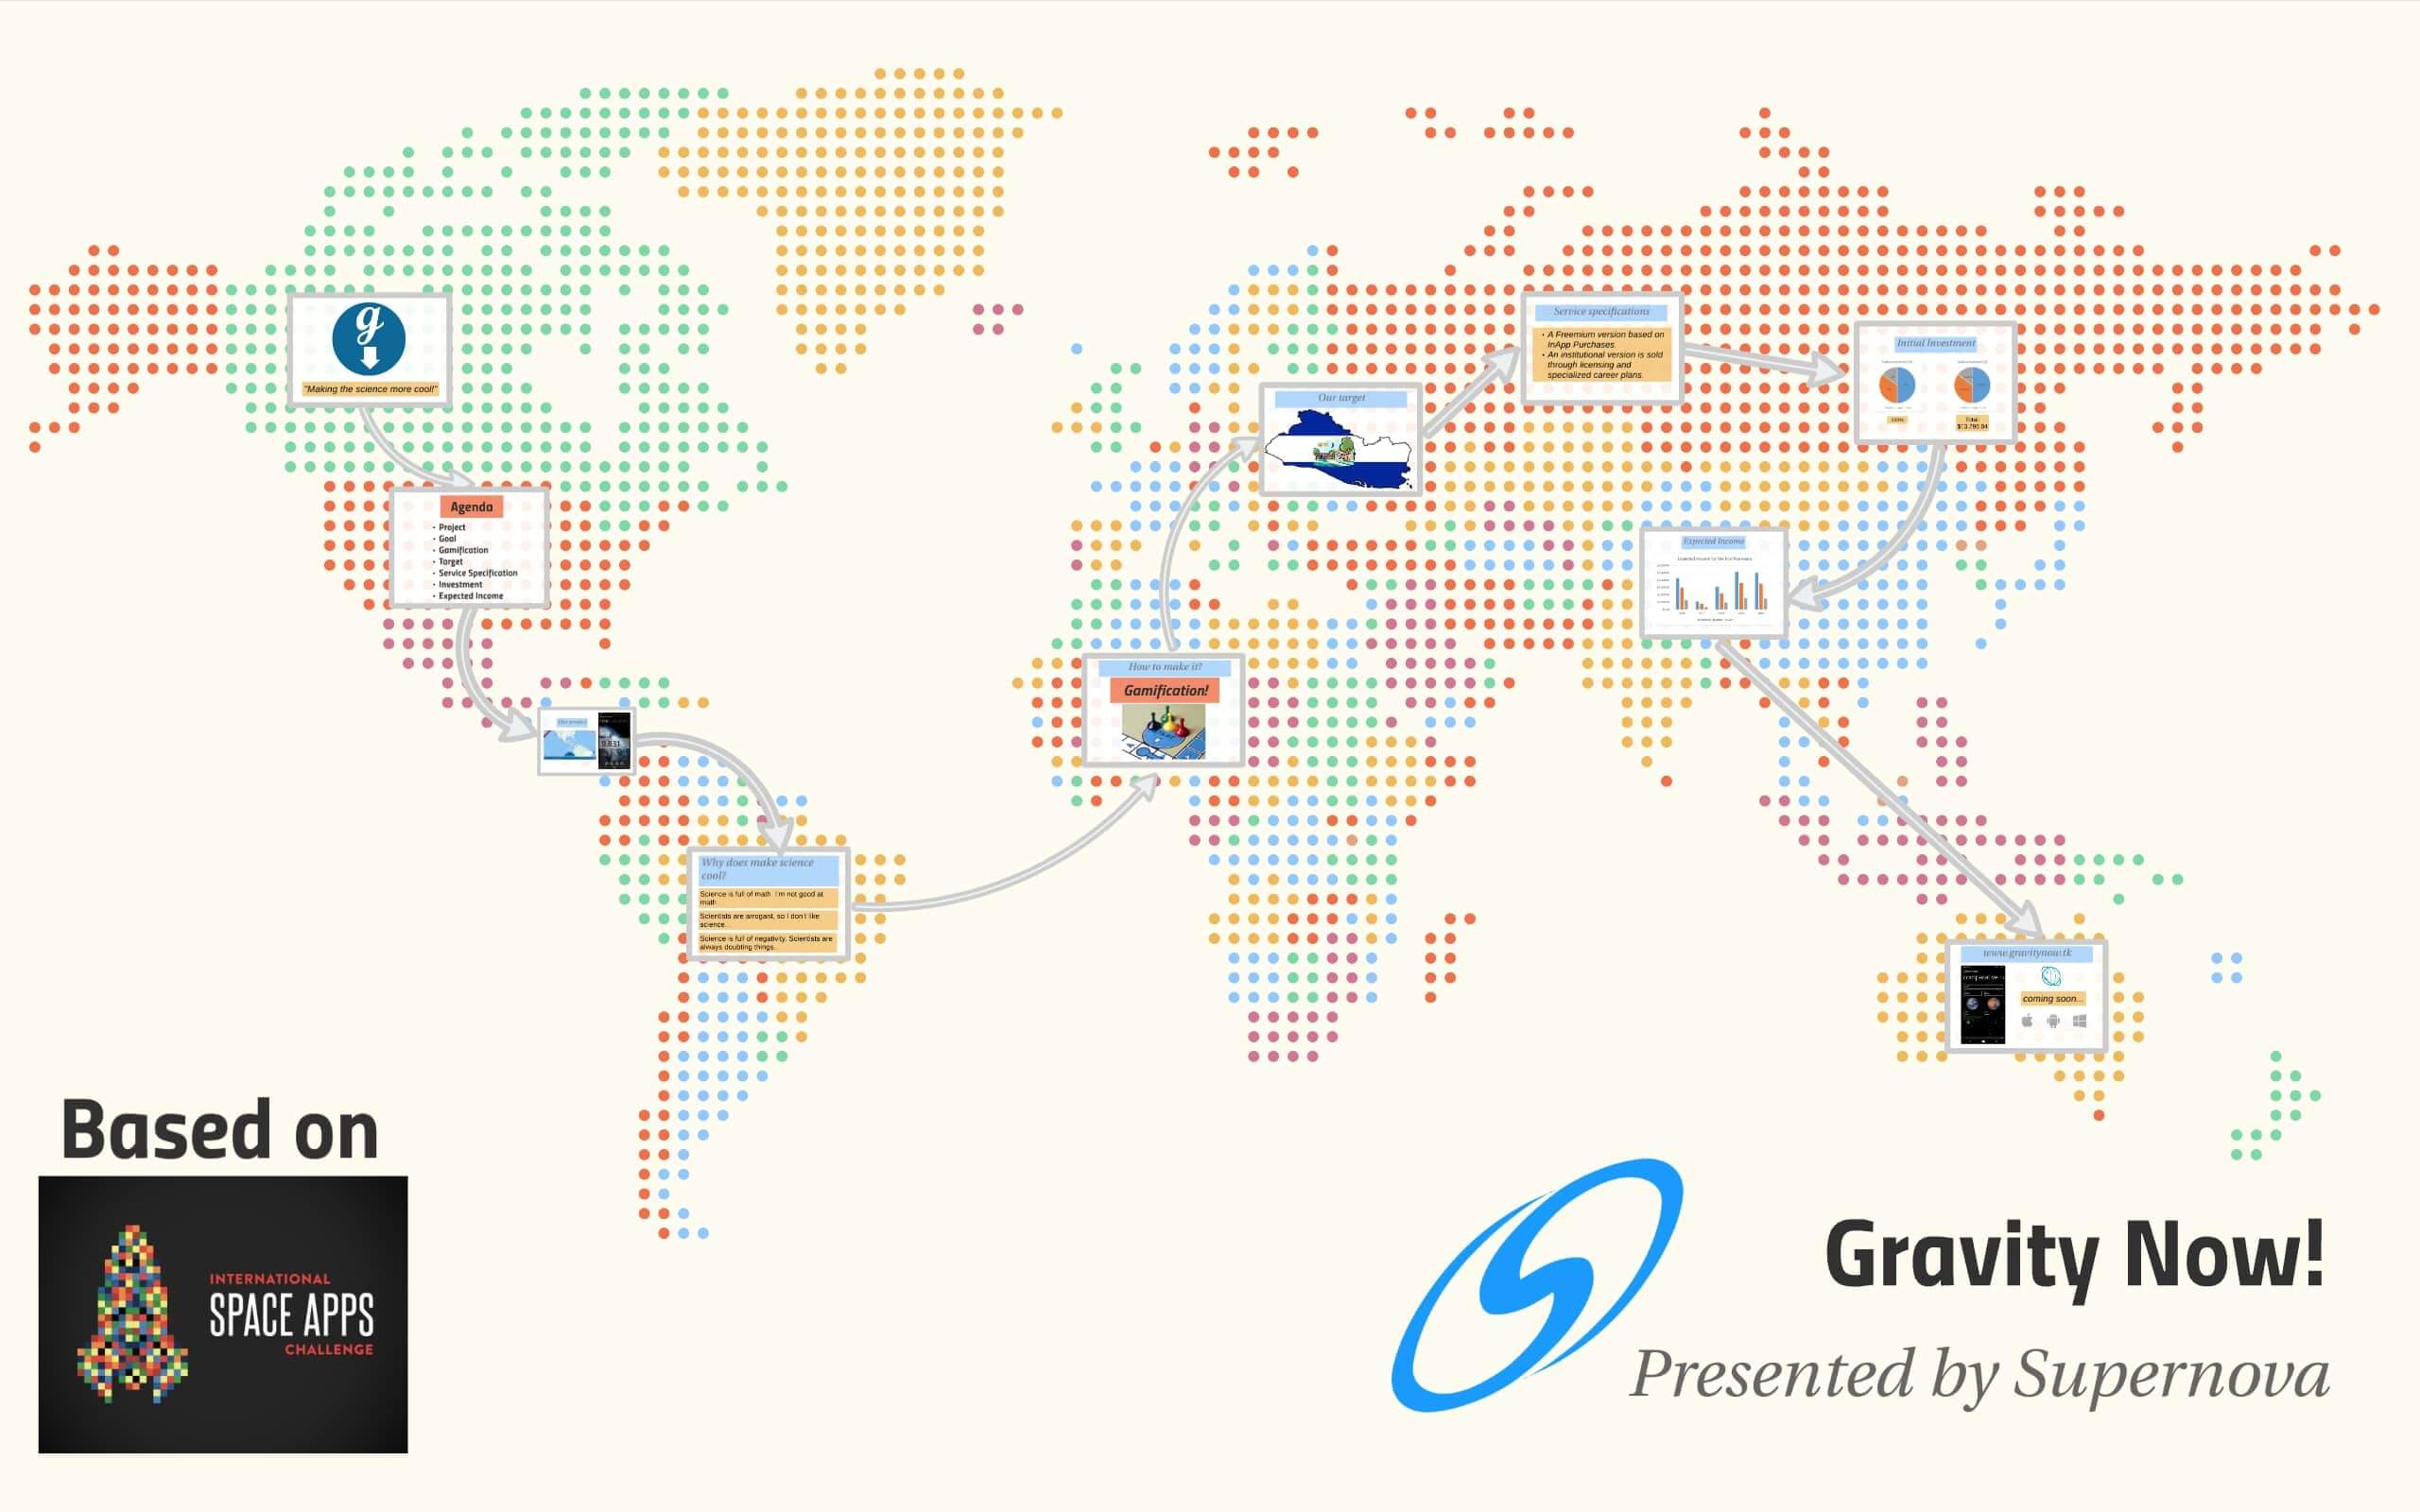 g
"Making the science more cool!"
Agenda
• Project
• Goal
• Gamification
• Target
• Service Specification
• Investment
• Expected Income
9.831
Why does make science
cool?
Science is full of math. I'm not good at
math
Scientists are arrogant, so I don't like
science...
Science is full of negativity. Scientists are
always doubting things...
How to make it?
Gamification!
Our target
Service specifications
• A Freemium version based on
InApp Purchases.
• An institutional version is sold
through licensing and
specialized career plans.
Initial Investment
Total
Expected Income
www.gravitynow.tk
coming soon...
Based on
INTERNATIONAL
SPACE APPS
CHALLENGE
Gravity Now!
Presented by Supernova